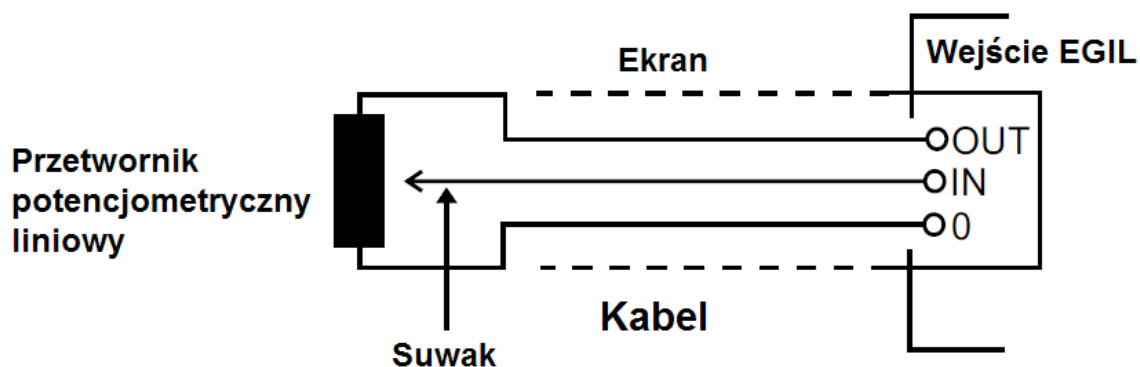 Ekran
Wejście EGIL
Przetwornik
potencjometryczny
liniowy
OUT
IN
0
Kabel
Suwak